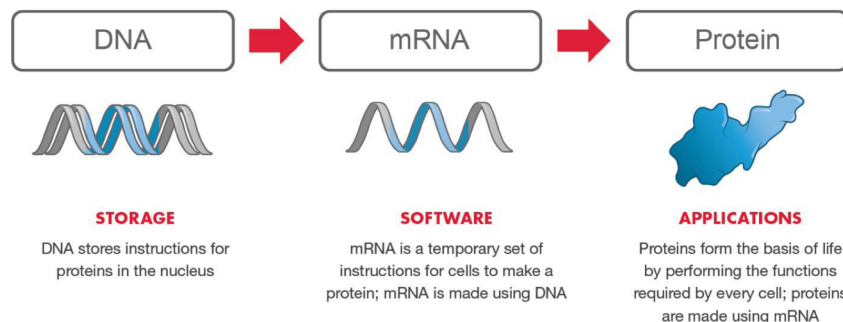 DNA
mRNA
Protein
STORAGE
DNA stores instructions for
proteins in the nucleus
SOFTWARE
mRNA is a temporary set of
instructions for cells to make a
protein; mRNA is made using DNA
APPLICATIONS
Proteins form the basis of life
by performing the functions
required by every cell; proteins
are made using mRNA